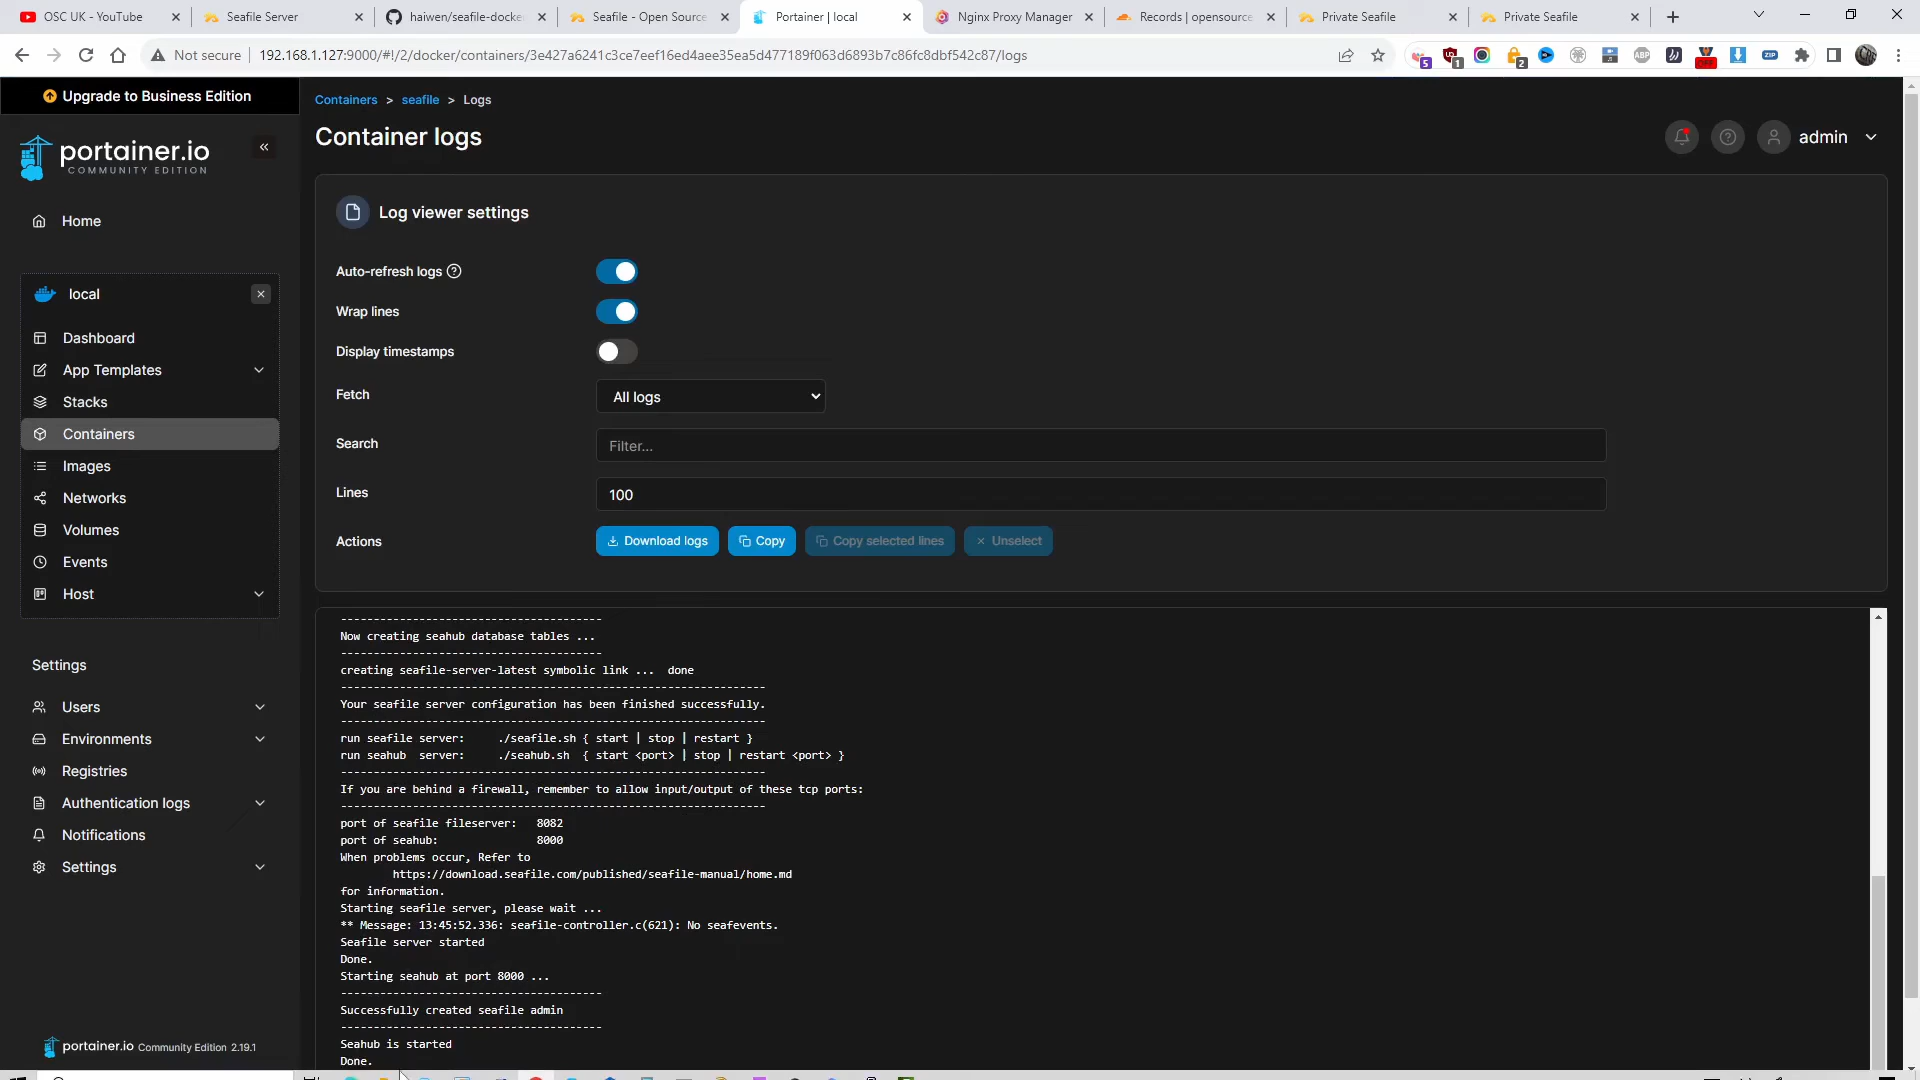 OSC UK - YouTube
Seafile Server
haiwen/seafile-docke
Seafile - Open Source
Portainer | local
Nginx Proxy Manager
Records | opensource
Private Seafile
Private Seafile
Not secure
192.168.1.127:9000/#!/2/docker/containers/3e427a6241c3ce7eef16ed4aee35ea5d477189f063d6893b7c86fc8dbf542c87/logs
5
1
2
ABP
OFF
ZIP
Upgrade to Business Edition
portainer.io
COMMUNITY EDITION
Home
local
Dashboard
App Templates
Stacks
Containers
Images
Networks
Volumes
Events
Host
Settings
Users
Environments
Registries
Authentication logs
Notifications
Settings
portainer.io Community Edition 2.19.1
Containers > seafile > Logs
Container logs
admin
Log viewer settings
Auto-refresh logs
Wrap lines
Display timestamps
Fetch
All logs
Search
Filter...
Lines
100
Actions
Download logs
Copy
Copy selected lines
Unselect
----------------------------------------
Now creating seahub database tables ...
----------------------------------------
creating seafile-server-latest symbolic link ...  done
-----------------------------------------------------------------
Your seafile server configuration has been finished successfully.
-----------------------------------------------------------------
run seafile server:     ./seafile.sh { start | stop | restart }
run seahub  server:     ./seahub.sh  { start <port> | stop | restart <port> }
-----------------------------------------------------------------
If you are behind a firewall, remember to allow input/output of these tcp ports:
-----------------------------------------------------------------
port of seafile fileserver:   8082
port of seahub:               8000
When problems occur, Refer to
https://download.seafile.com/published/seafile-manual/home.md
for information.
Starting seafile server, please wait ...
** Message: 13:45:52.336: seafile-controller.c(621): No seafevents.
Seafile server started
Done.
Starting seahub at port 8000 ...
----------------------------------------
Successfully created seafile admin
----------------------------------------
Seahub is started
Done.